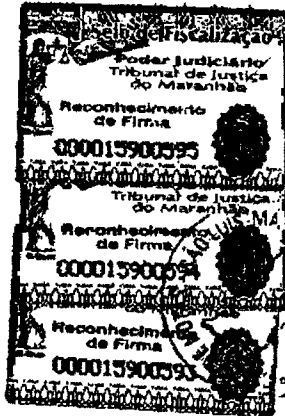 Selo de Fiscalização
Poder Judiciário
Tribunal de Justiça
do Maranhão
Reconhecimento
de Firma
000015900595
Tribunal de Justiça
do Maranhão
Reconhecimento
de Firma
000015900594
Reconhecimento
de Firma
000015900593